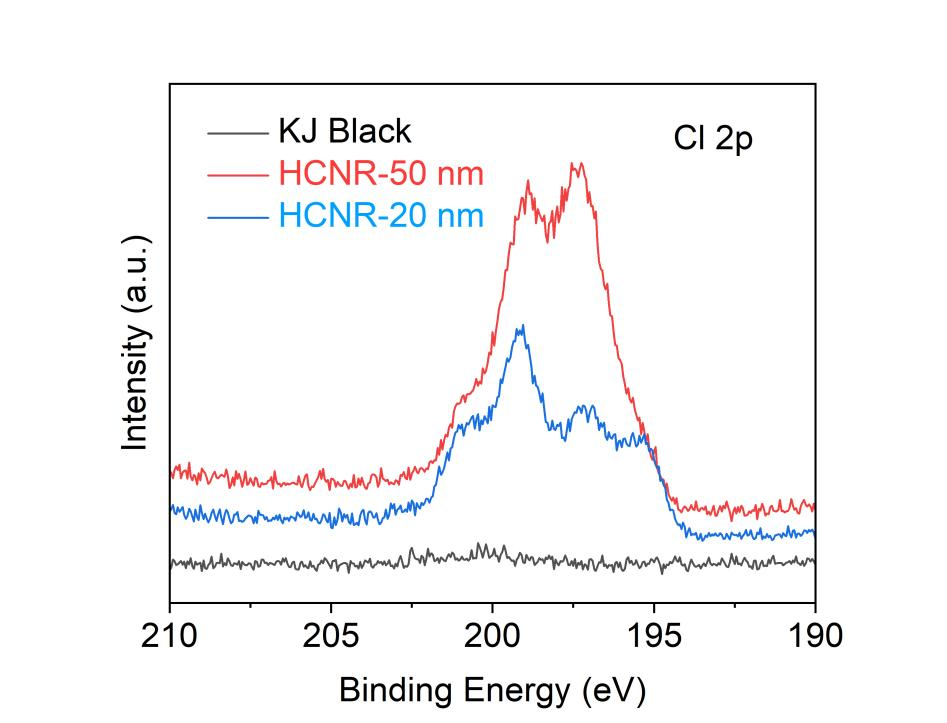 KJ Black
Cl 2p
HCNR-50 nm
HCNR-20 nm
Intensity (a.u.)
210 205 200 195 190
Binding Energy (eV)